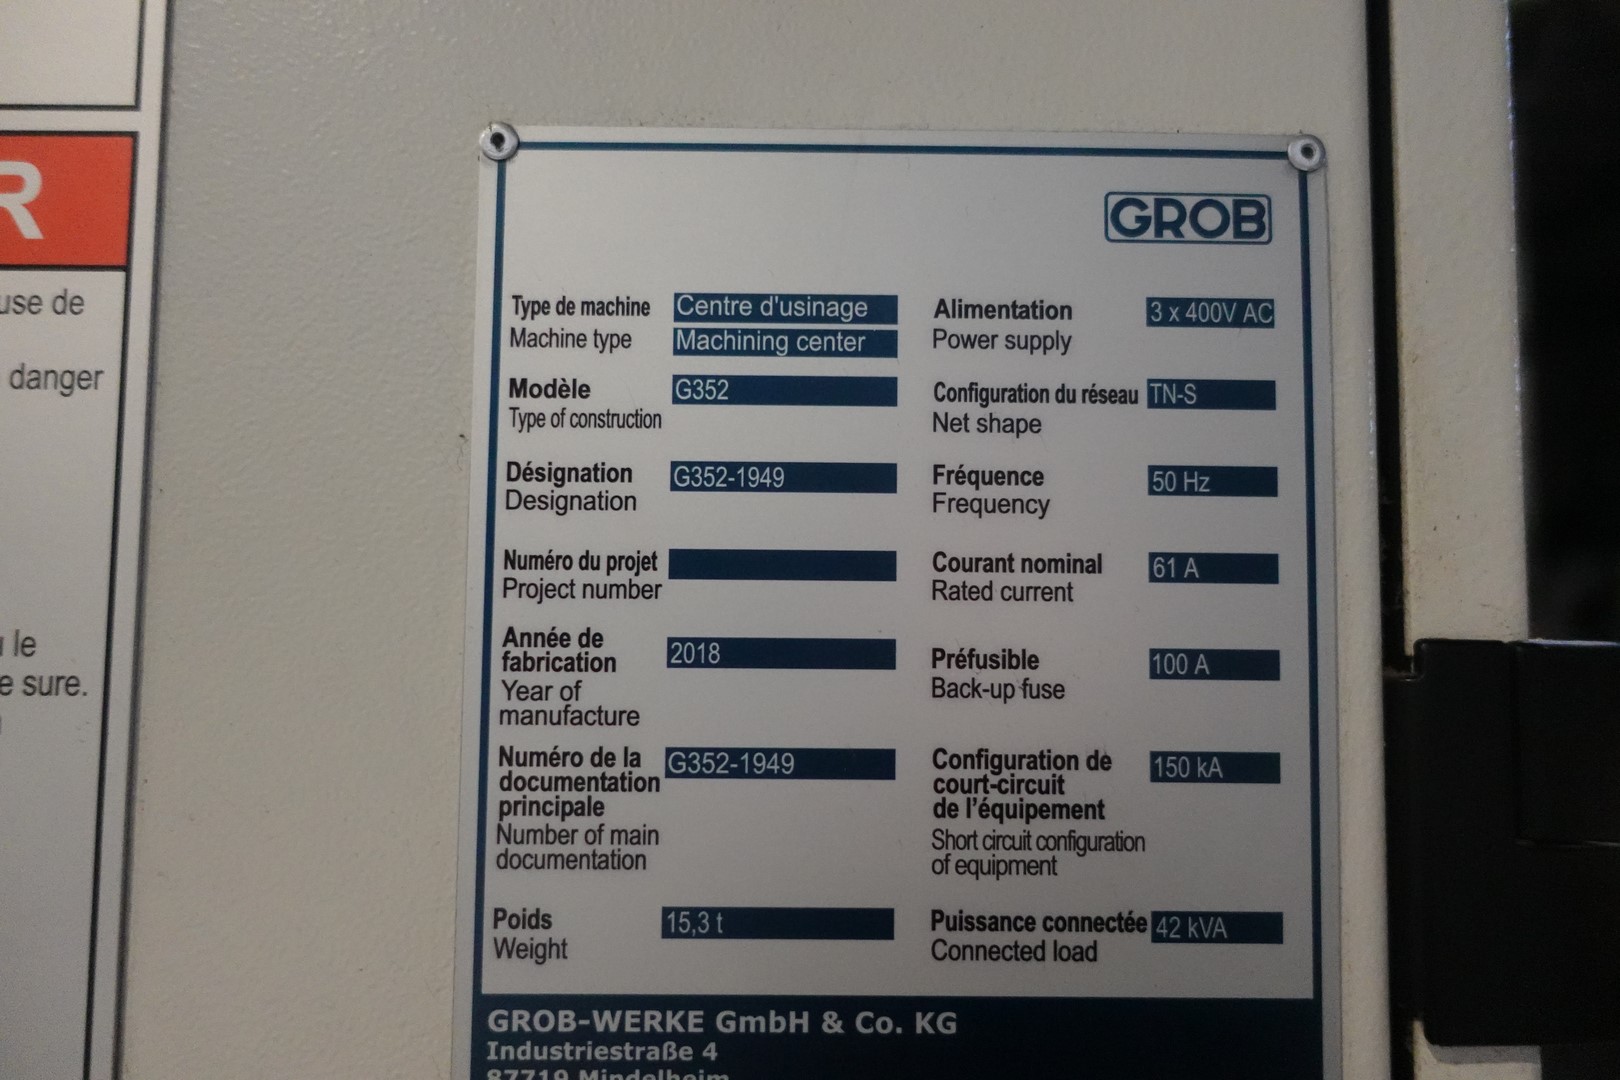 R
use de
danger
le
e sure.
GROB
Type de machine Centre d'usinage
Machine type Machining center
Modèle G352
Type of construction
Désignation G352-1949
Designation
Numéro du projet
Project number
Année de
fabrication 2018
Year of
manufacture
Numéro de la G352-1949
documentation
principale
Number of main
documentation
Poids 15,3 t
Weight
Alimentation 3 x 400V AC
Power supply
Configuration du réseau TN-S
Net shape
Fréquence 50 Hz
Frequency
Courant nominal 61 A
Rated current
Préfusible 100 A
Back-up fuse
Configuration de 150 kA
court-circuit
de l'équipement
Short circuit configuration
of equipment
Puissance connectée 42 kVA
Connected load
GROB-WERKE GmbH & Co. KG
Industriestraße 4
87719 Mindelheim